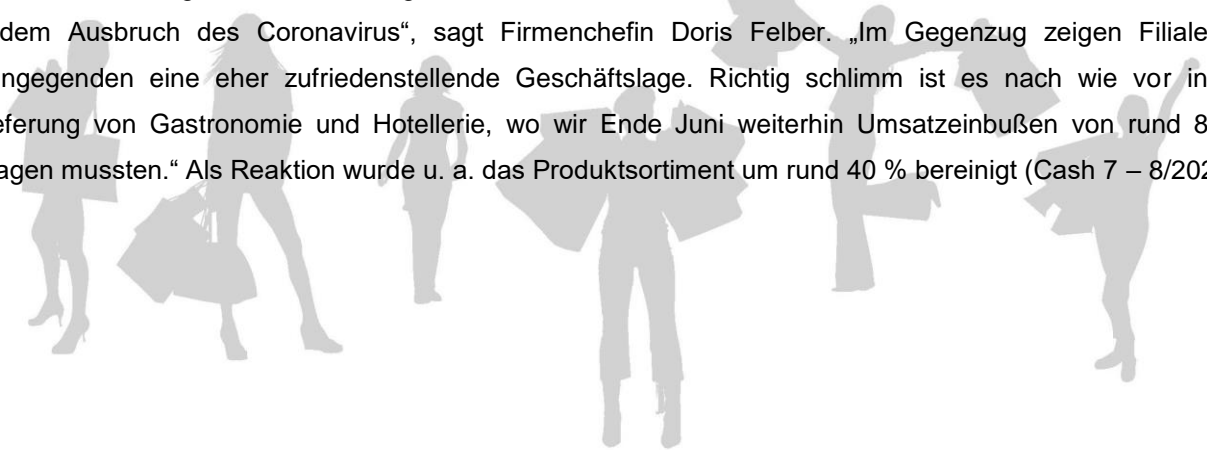 dem Ausbruch des Coronavirus“, sagt Firmenchefin Doris Felber. „Im Gegenzug zeigen Filiale
ngegenden eine eher zufriedenstellende Geschäftslage. Richtig schlimm ist es nach wie vor in
eferung von Gastronomie und Hotellerie, wo wir Ende Juni weiterhin Umsatzeinbußen von rund 8
agen mussten.“ Als Reaktion wurde u. a. das Produktsortiment um rund 40 % bereinigt (Cash 7 – 8/202